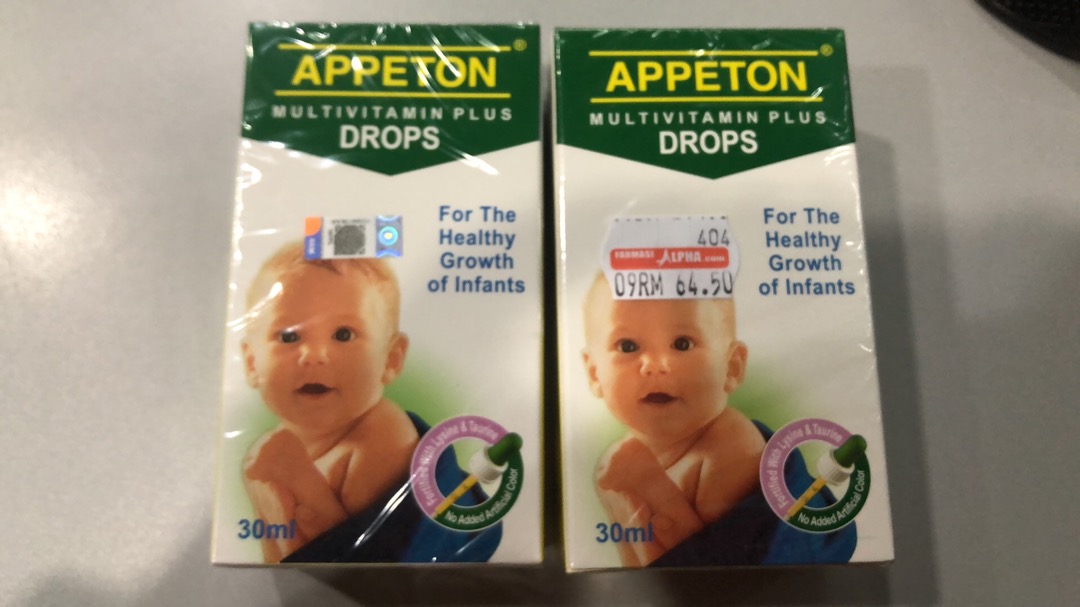 APPETON®
MULTIVITAMIN PLUS
DROPS
For The
Healthy
Growth
of Infants
Fortified With Lysine & Taurine
No Added Artificial Color
30ml
APPETON®
MULTIVITAMIN PLUS
DROPS
404
FARMASI ALPHA.com
09RM 64.50
For The
Healthy
Growth
of Infants
Fortified With Lysine & Taurine
No Added Artificial Color
30ml